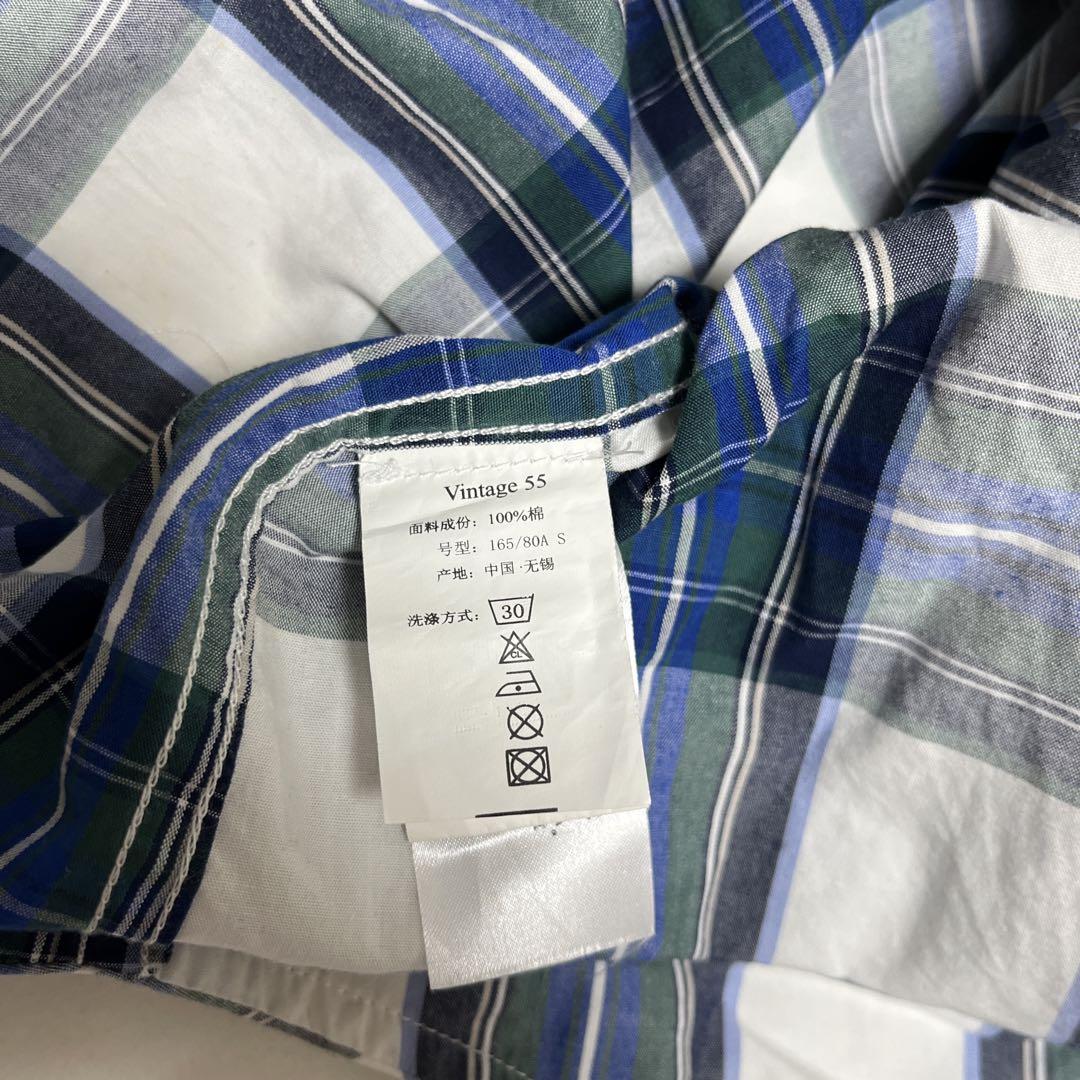 Vintage 55
面料成份: 100%棉
号型: 165/80A S
产地: 中国·无锡
洗涤方式: 30
CL